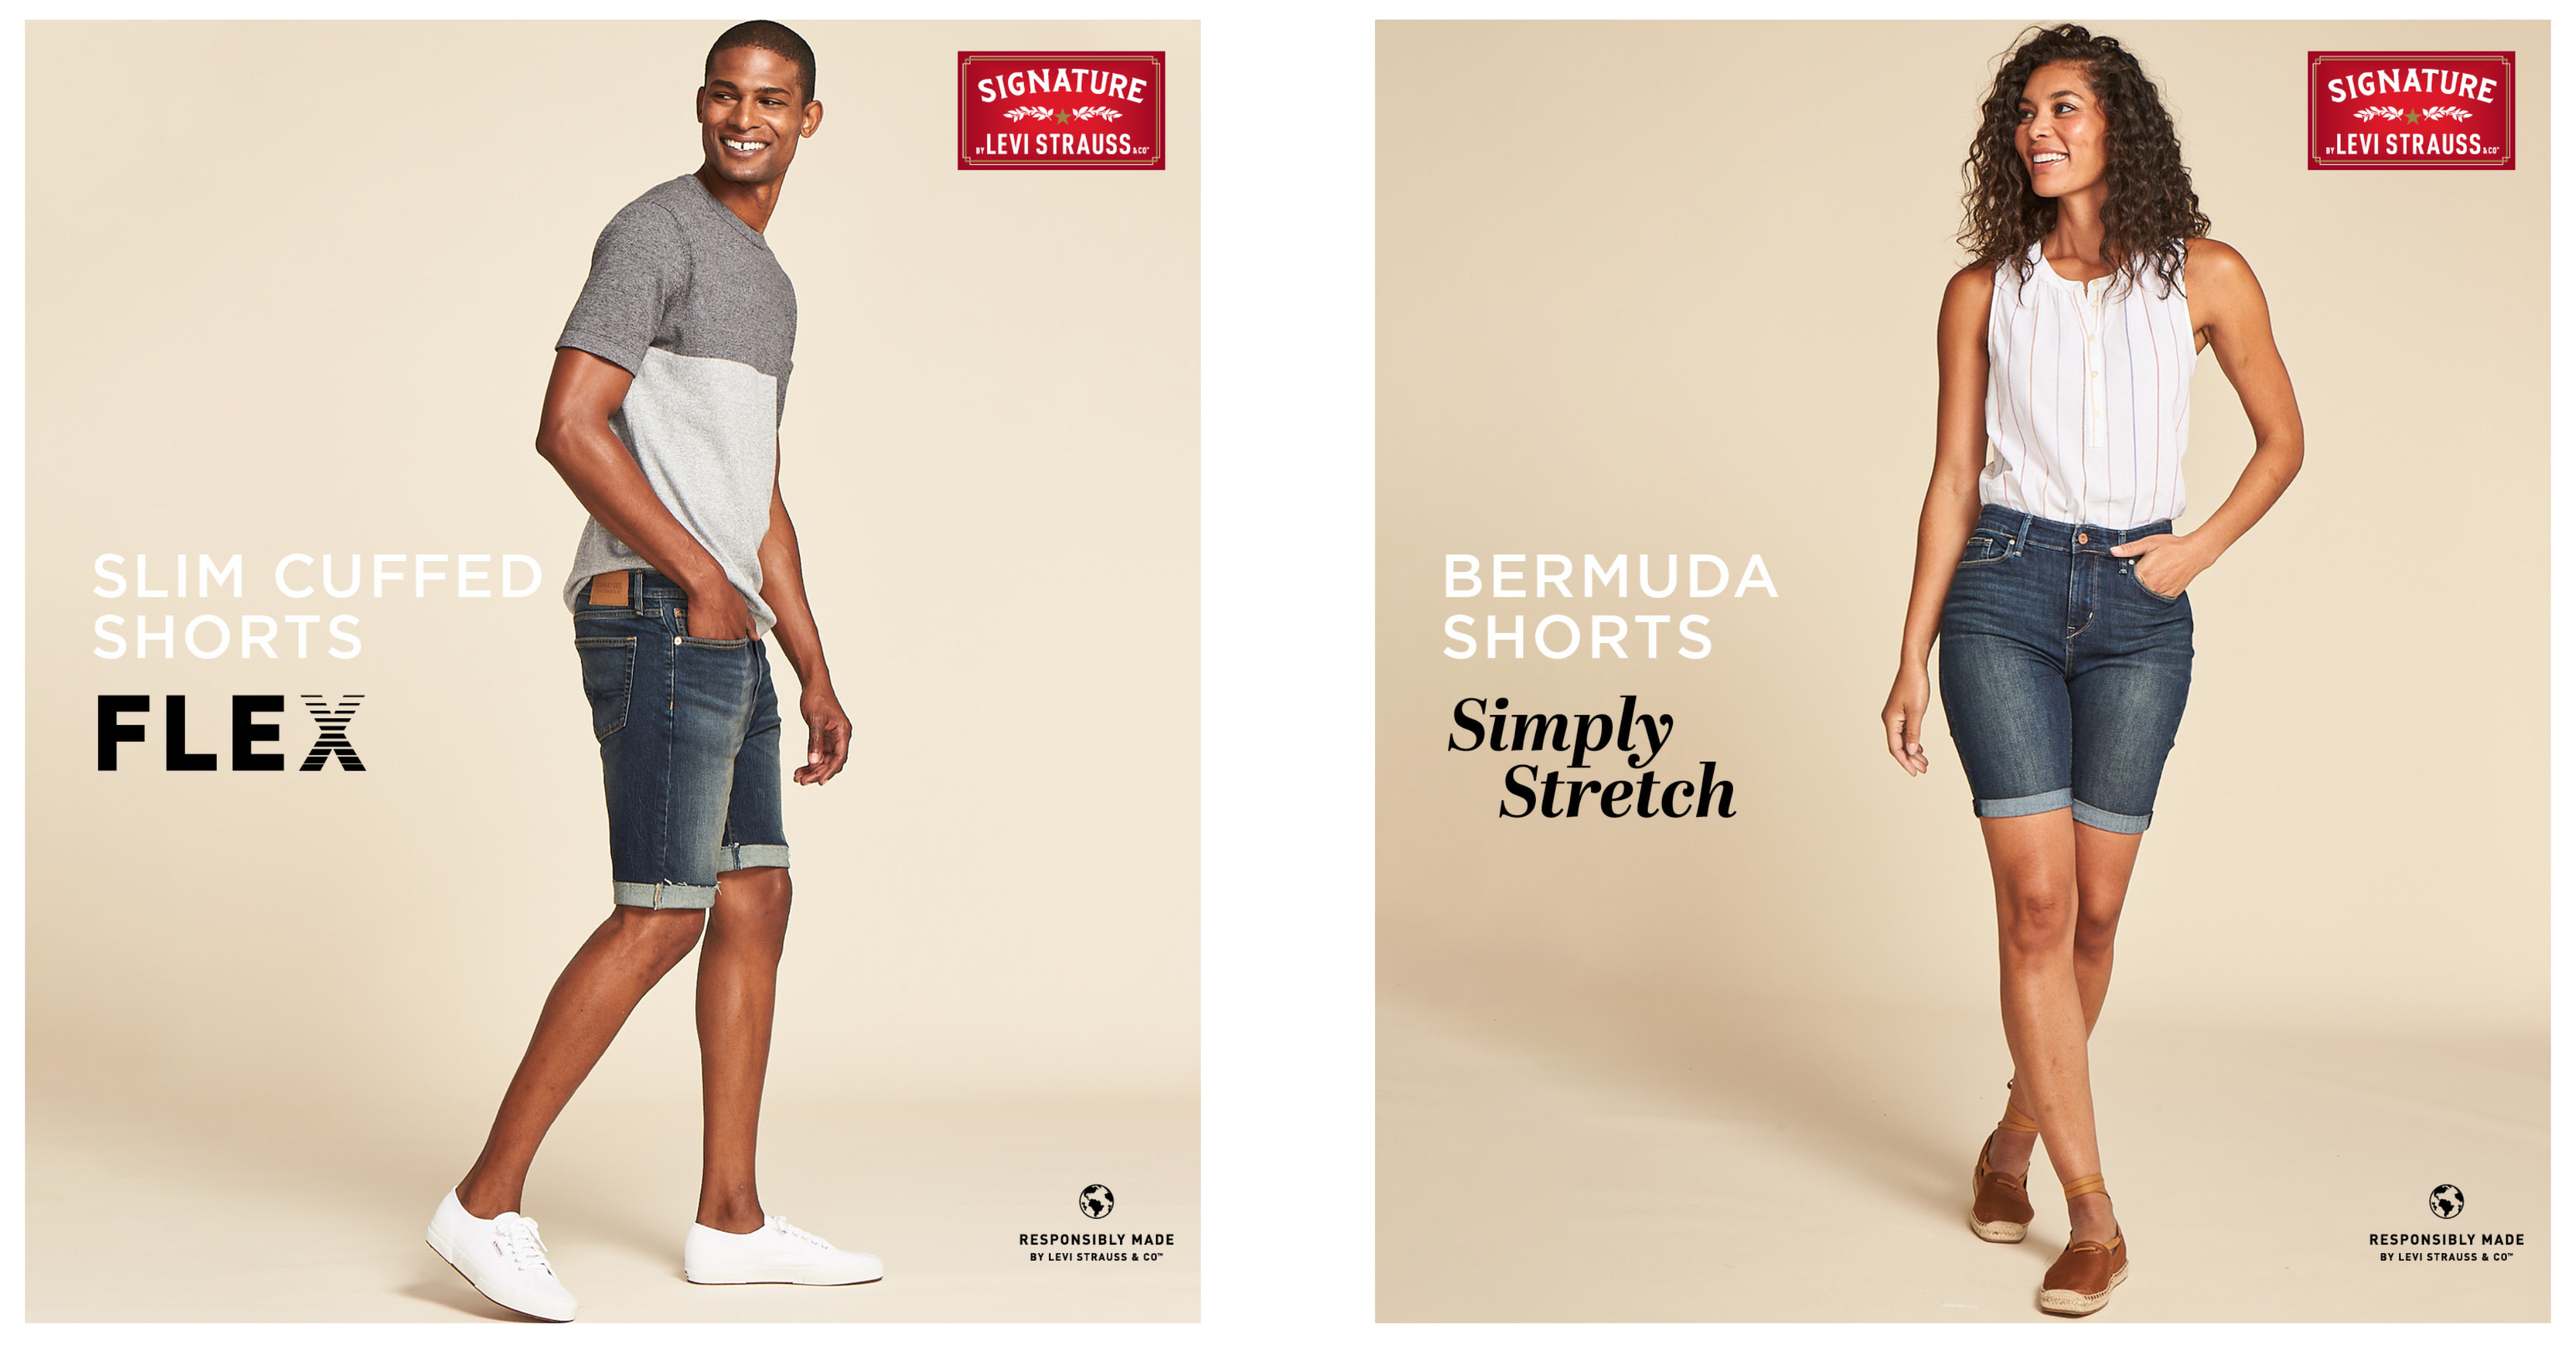 SIGNATURE
BY LEVI STRAUSS & CO™
SLIM CUFFED
SHORTS
FLEX
RESPONSIBLY MADE
BY LEVI STRAUSS & CO™
SIGNATURE
BY LEVI STRAUSS & CO™
BERMUDA
SHORTS
Simply
Stretch
RESPONSIBLY MADE
BY LEVI STRAUSS & CO™